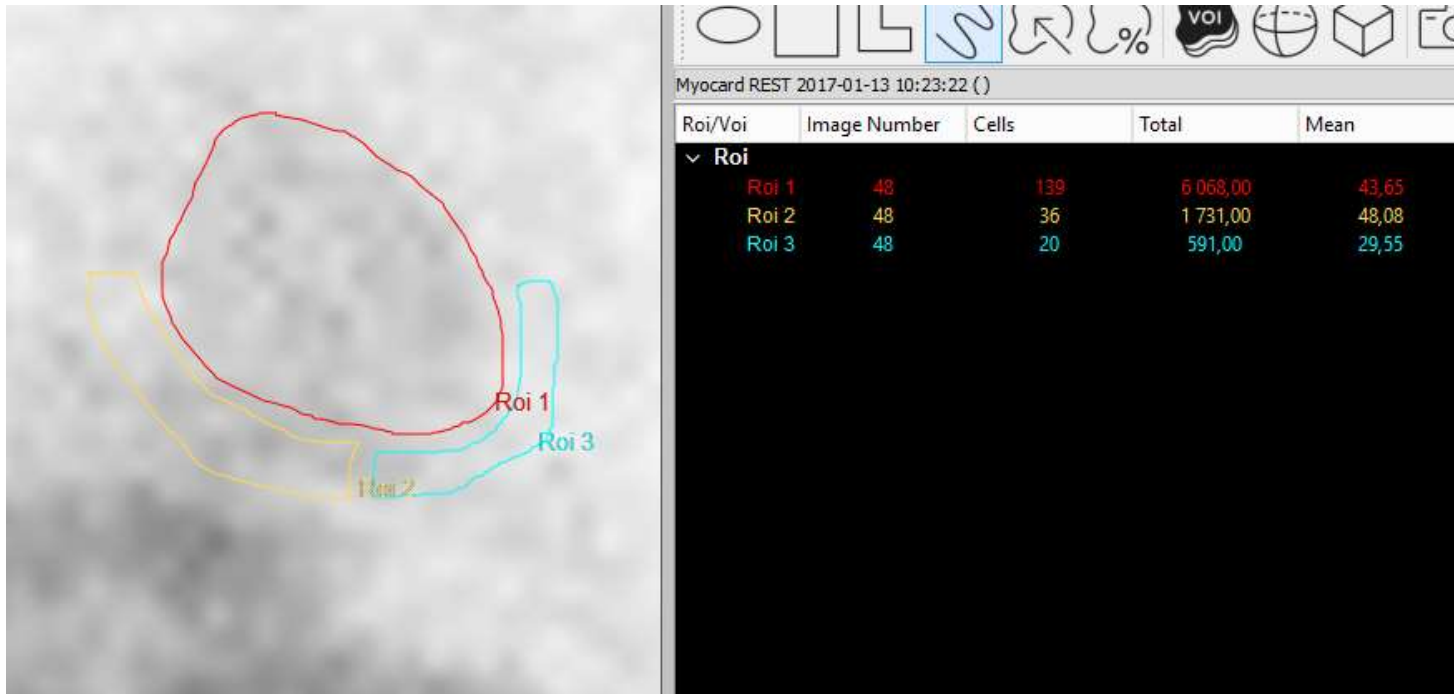 VOI
%
Myocard REST 2017-01-13 10:23:22 ( )
Roi/Voi Image Number Cells Total Mean
Roi
Roi 1 48 139 6 068,00 43,65
Roi 2 48 36 1 731,00 48,08
Roi 3 48 20 591,00 29,55
Roi 1
Roi 3
Roi 2